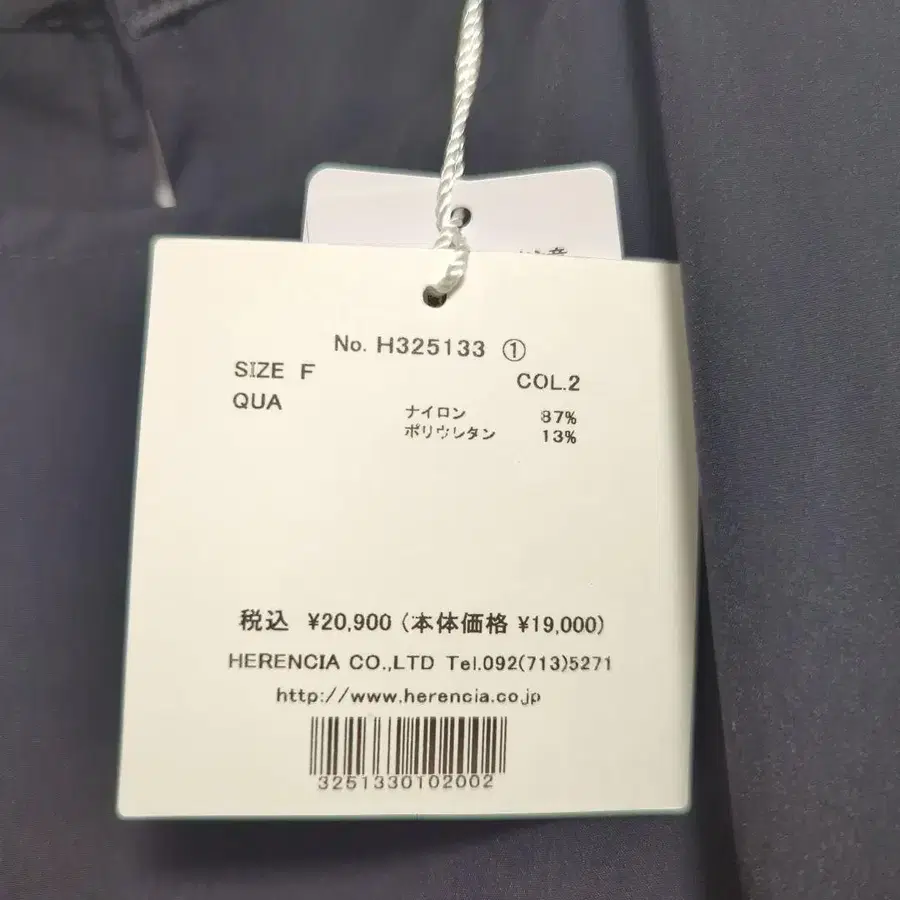 No. H325133 ①
SIZE F
COL.2
QUA
ナイロン 87%
ポリウレタン 13%
税込 ¥20,900 (本体価格 ¥19,000)
HERENCIA CO.,LTD Tel.092(713)5271
http://www.herencia.co.jp
3251330102002